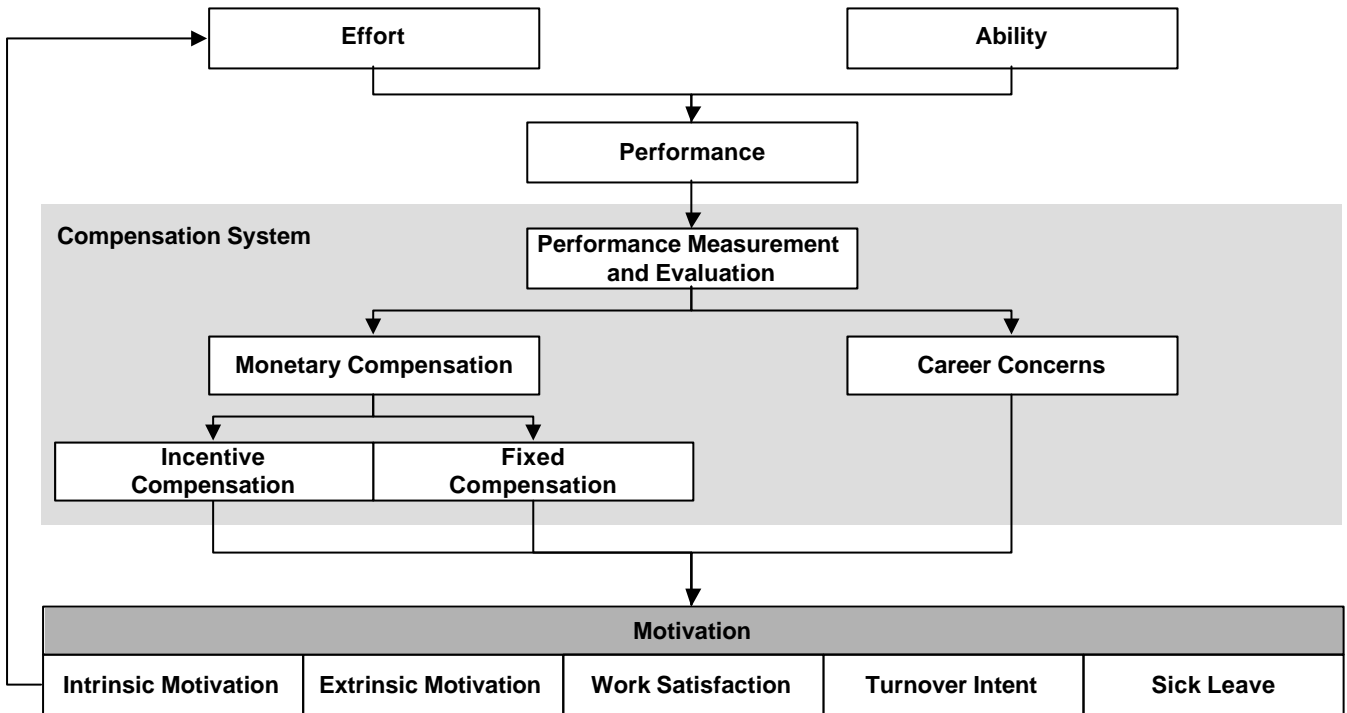 Effort
Ability
Performance
Compensation System
Performance Measurement
and Evaluation
Monetary Compensation
Career Concerns
Incentive
Compensation
Fixed
Compensation
Motivation
Intrinsic Motivation
Extrinsic Motivation
Work Satisfaction
Turnover Intent
Sick Leave